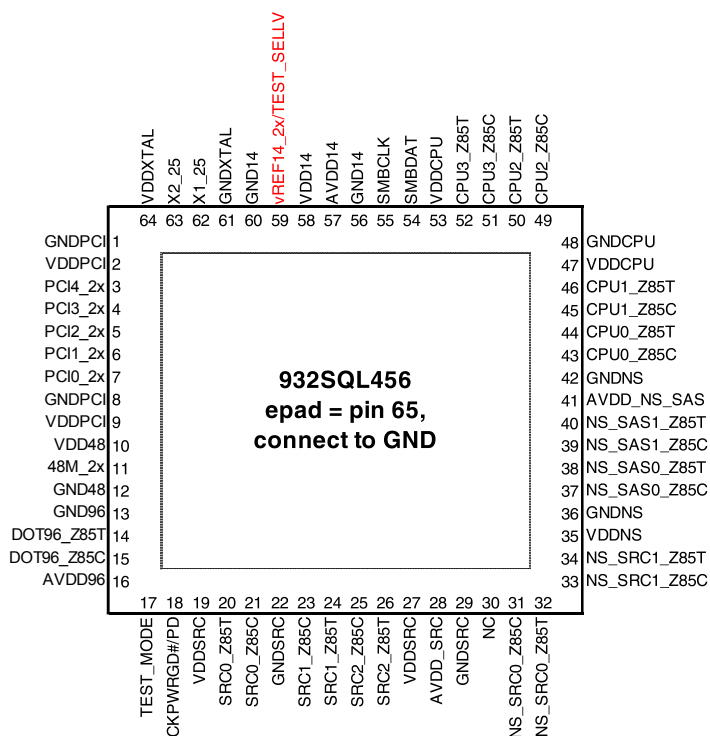 vREF14_2x/TEST_SELLV
VDDXTAL X2_25 X1_25 GNDXTAL GND14 VDD14 AVDD14 GND14 SMBCLK SMBDAT VDDCPU CPU3_Z85T CPU3_Z85C CPU2_Z85T CPU2_Z85C
64 63 62 61 60 59 58 57 56 55 54 53 52 51 50 49
GNDPCI 1 48 GNDCPU
VDDPCI 2 47 VDDCPU
PCI4_2x 3 46 CPU1_Z85T
PCI3_2x 4 45 CPU1_Z85C
PCI2_2x 5 44 CPU0_Z85T
PCI1_2x 6 43 CPU0_Z85C
PCI0_2x 7 42 GNDNS
GNDPCI 8 41 AVDD_NS_SAS
VDDPCI 9 40 NS_SAS1_Z85T
VDD48 10 39 NS_SAS1_Z85C
48M_2x 11 38 NS_SAS0_Z85T
GND48 12 37 NS_SAS0_Z85C
GND96 13 36 GNDNS
DOT96_Z85T 14 35 VDDNS
DOT96_Z85C 15 34 NS_SRC1_Z85T
AVDD96 16 33 NS_SRC1_Z85C
932SQL456
epad = pin 65,
connect to GND
17 18 19 20 21 22 23 24 25 26 27 28 29 30 31 32
TEST_MODE CKPWRGD#/PD VDDSRC SRC0_Z85T SRC0_Z85C GNDSRC SRC1_Z85C SRC1_Z85T SRC2_Z85C SRC2_Z85T VDDSRC AVDD_SRC GNDSRC NC NS_SRC0_Z85C NS_SRC0_Z85T